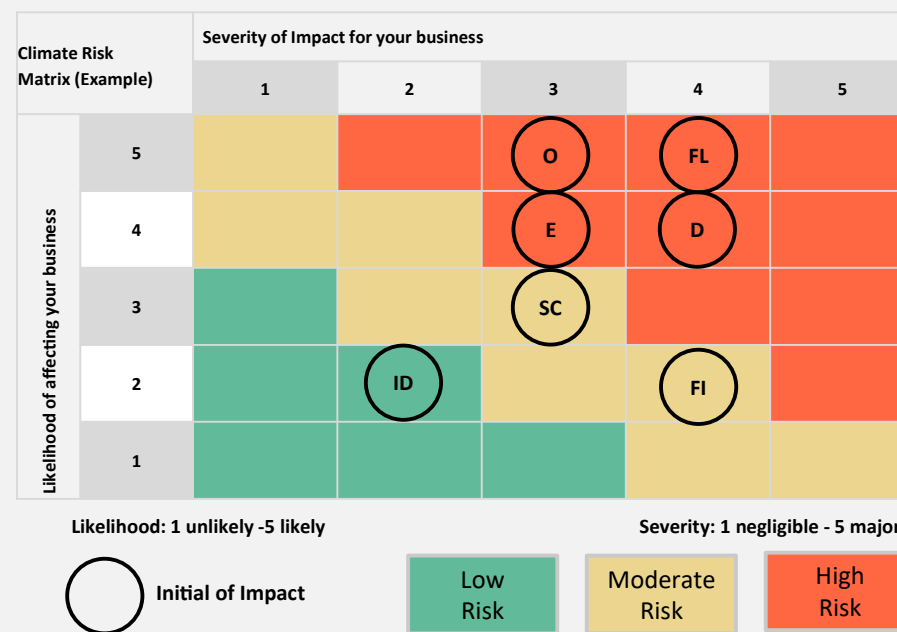 Climate Risk
Matrix (Example)
Severity of Impact for your business
1 2 3 4 5
Likelihood of affecting your business
5 O FL
4 E D
3 SC
2 ID FI
1
Likelihood: 1 unlikely -5 likely
Severity: 1 negligible - 5 major
Initial of Impact
Low
Risk
Moderate
Risk
High
Risk